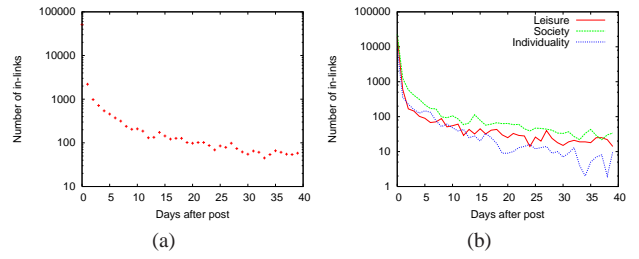 100000
10000
1000
100
10
0 5 10 15 20 25 30 35 40
Number of in-links
Days after post
(a)
100000
10000
1000
100
10
1
0 5 10 15 20 25 30 35 40
Number of in-links
Days after post
Leisure
Society
Individuality
(b)